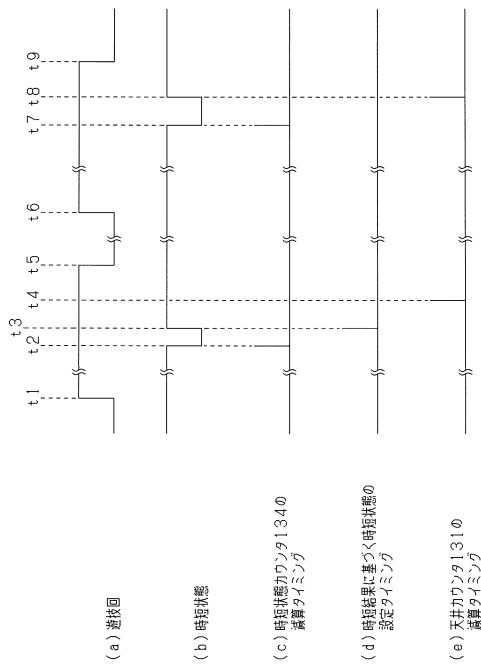 t1
t2
t3
t4
t5
t6
t7
t8
t9
(a)遊技回
(b)時短状態
(c)時短状態カウンタ134の
減算タイミング
(d)時短結果に基づく時短状態の
設定タイミング
(e)天井カウンタ131の
減算タイミング